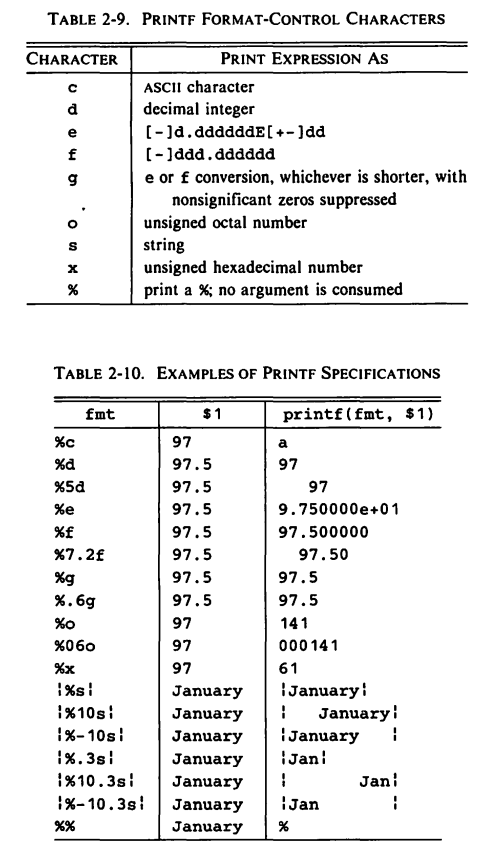 TABLE 2-9. PRINTF FORMAT-CONTROL CHARACTERS
CHARACTER PRINT EXPRESSION AS
c ASCII character
d decimal integer
e [-]d.ddddddE[+-]dd
f [-]ddd.dddddd
g e or f conversion, whichever is shorter, with
nonsignificant zeros suppressed
o unsigned octal number
s string
x unsigned hexadecimal number
% print a %; no argument is consumed
TABLE 2-10. EXAMPLES OF PRINTF SPECIFICATIONS
fmt $1 printf(fmt, $1)
%c 97 a
%d 97.5 97
%5d 97.5    97
%e 97.5 9.750000e+01
%f 97.5 97.500000
%7.2f 97.5   97.50
%g 97.5 97.5
%.6g 97.5 97.5
%o 97 141
%06o 97 000141
%x 97 61
|%s| January |January|
|%10s| January |   January|
|%-10s| January |January   |
|%.3s| January |Jan|
|%10.3s| January |       Jan|
|%-10.3s| January |Jan       |
%% January %